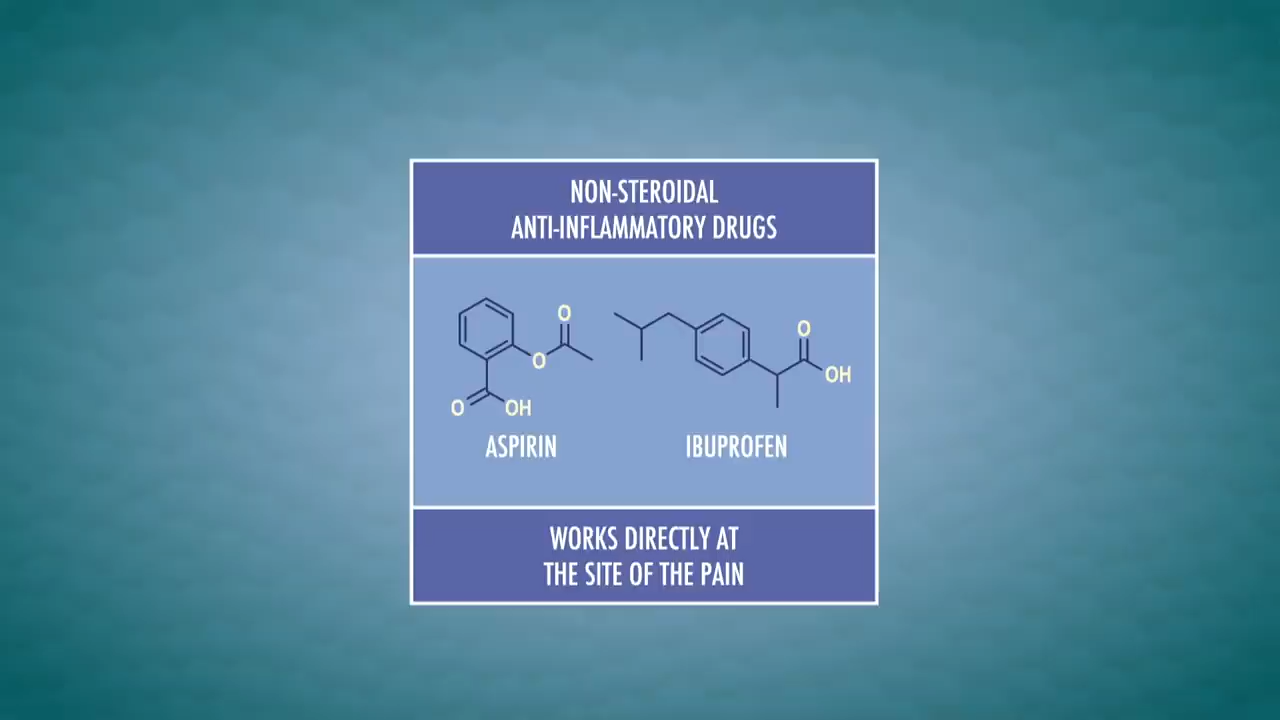 NON-STEROIDAL
ANTI-INFLAMMATORY DRUGS
O
O
O
OH
ASPIRIN
O
OH
IBUPROFEN
WORKS DIRECTLY AT
THE SITE OF THE PAIN